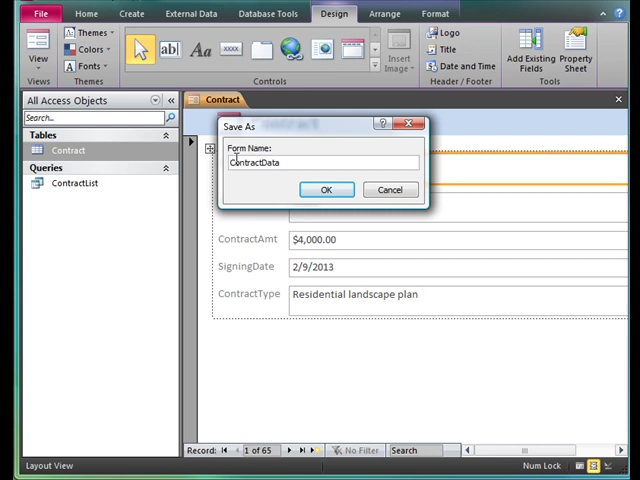 File Home Create External Data Database Tools Design Arrange Format
View
Views
Themes
Colors
Fonts
Themes
ab|
Aa
xxxx
Controls
Insert
Image
Logo
Title
Date and Time
Header / Footer
Add Existing
Fields
Property
Sheet
Tools
All Access Objects
Search...
Tables
Contract
Queries
ContractList
Contract
Save As
Form Name:
ContractData
OK Cancel
ContractAmt $4,000.00
SigningDate 2/9/2013
ContractType Residential landscape plan
Record: 1 of 65 No Filter Search
Layout View Num Lock